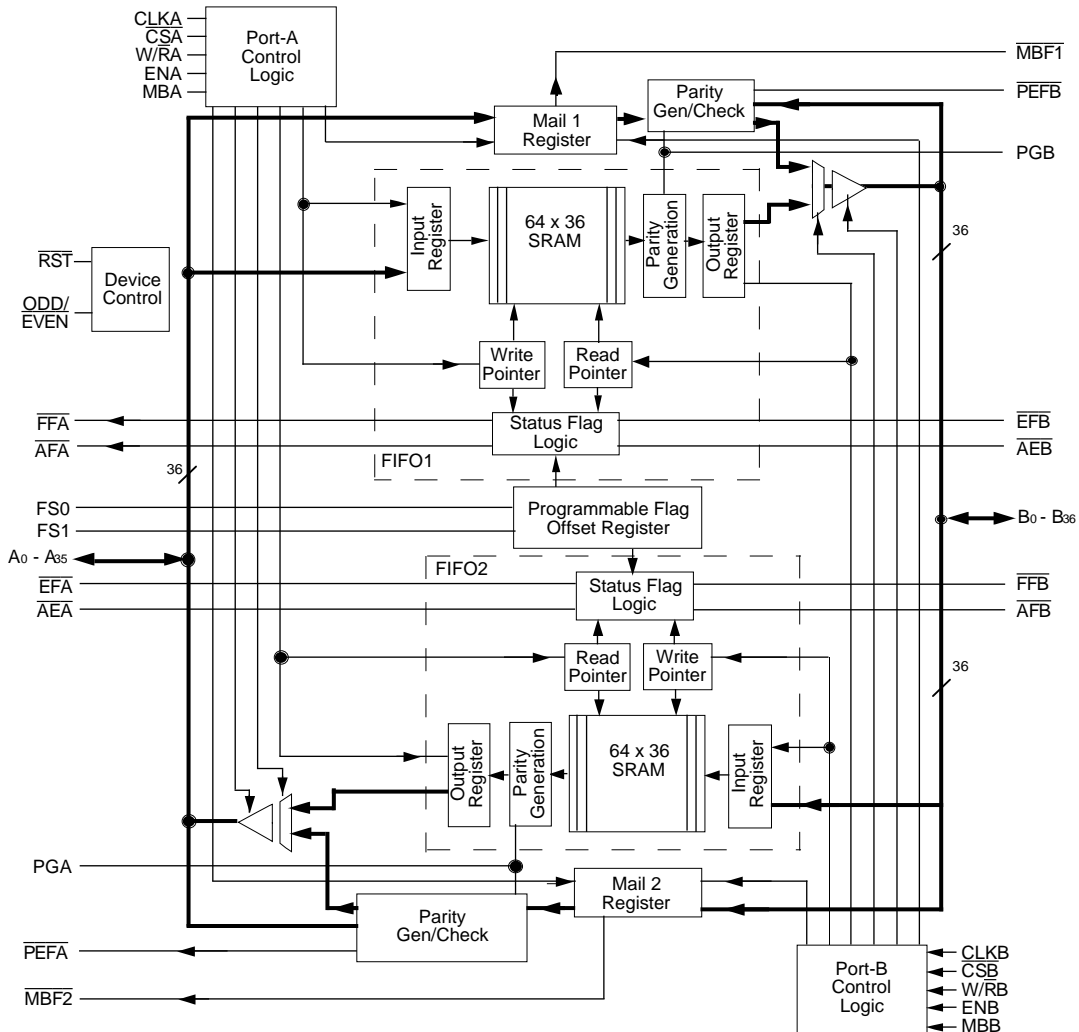 CLKA
CSA
W/RA
ENA
MBA
Port-A
Control
Logic
MBF1
Mail 1
Register
Parity
Gen/Check
PEFB
PGB
36
RST
ODD/
EVEN
Device
Control
Input
Register
64 x 36
SRAM
Parity
Generation
Output
Register
Write
Pointer
Read
Pointer
FFA
AFA
Status Flag
Logic
EFB
AEB
FIFO1
36
FS0
FS1
Programmable Flag
Offset Register
A0 - A35
B0 - B36
FIFO2
EFA
AEA
Status Flag
Logic
FFB
AFB
Read
Pointer
Write
Pointer
36
Output
Register
Parity
Generation
64 x 36
SRAM
Input
Register
PGA
Mail 2
Register
Parity
Gen/Check
PEFA
MBF2
Port-B
Control
Logic
CLKB
CSB
W/RB
ENB
MBB